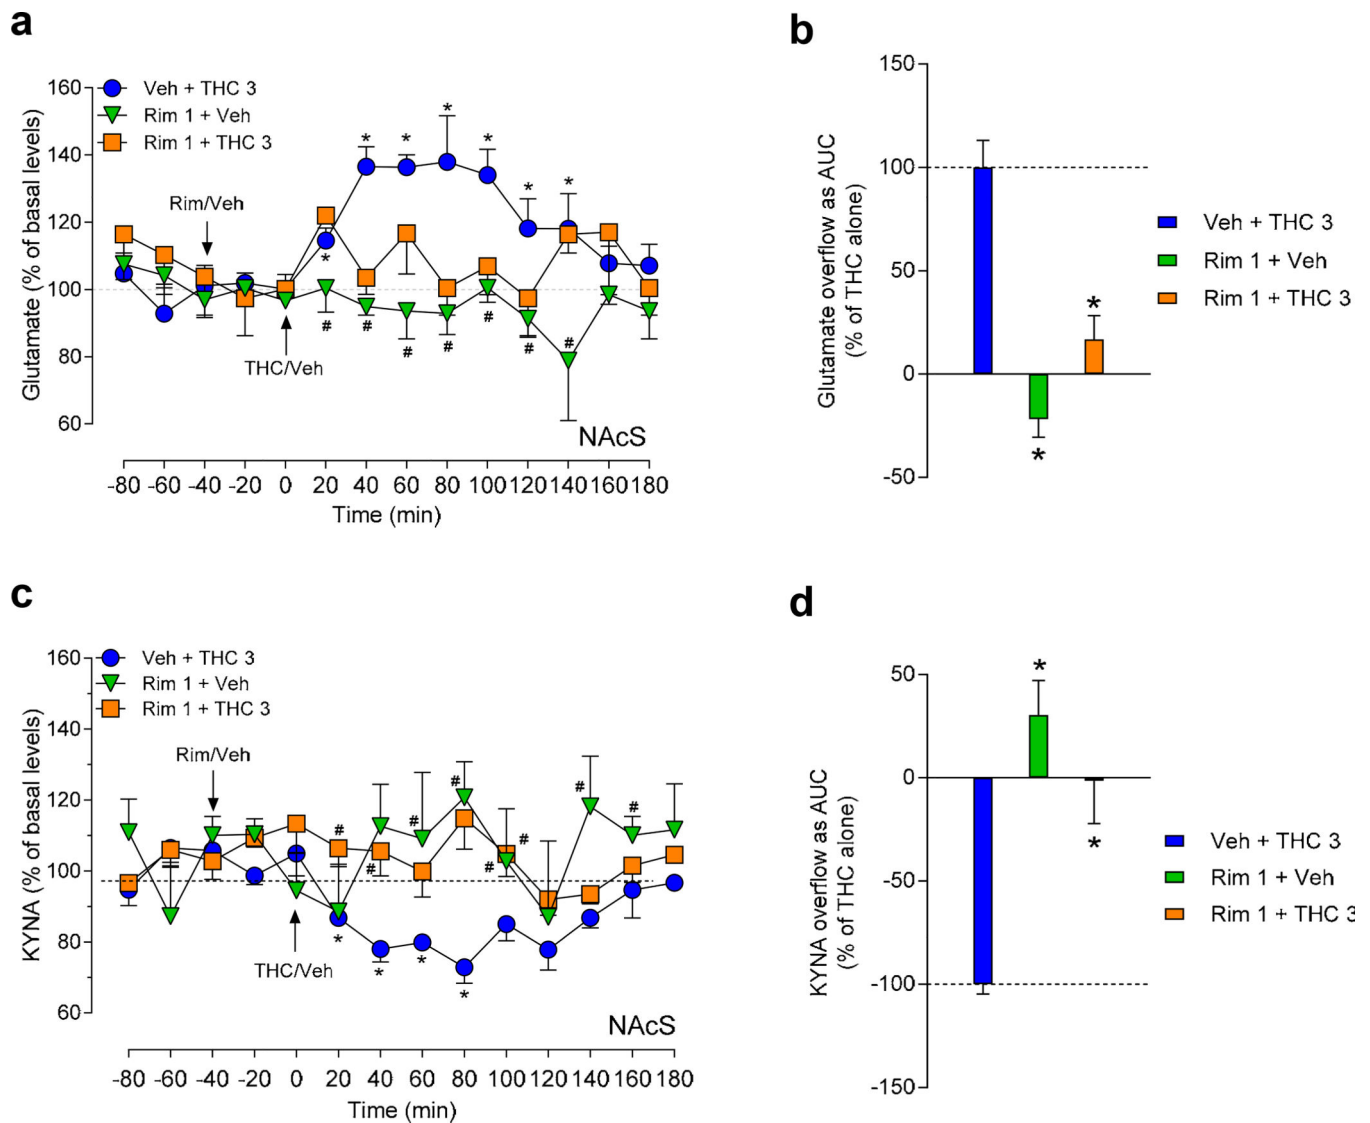 a
Glutamate (% of basal levels)
160
140
120
100
80
60
Veh + THC 3
Rim 1 + Veh
Rim 1 + THC 3
Rim/Veh
THC/Veh
* * * * * * *
# # # # # # #
NAcS
-80 -60 -40 -20 0 20 40 60 80 100 120 140 160 180
Time (min)
b
Glutamate overflow as AUC
(% of THC alone)
150
100
50
0
-50
*
*
Veh + THC 3
Rim 1 + Veh
Rim 1 + THC 3
c
KYNA (% of basal levels)
160
140
120
100
80
60
Veh + THC 3
Rim 1 + Veh
Rim 1 + THC 3
Rim/Veh
THC/Veh
# # # # # # # #
* * * *
NAcS
-80 -60 -40 -20 0 20 40 60 80 100 120 140 160 180
Time (min)
d
KYNA overflow as AUC
(% of THC alone)
50
0
-50
-100
-150
*
*
Veh + THC 3
Rim 1 + Veh
Rim 1 + THC 3